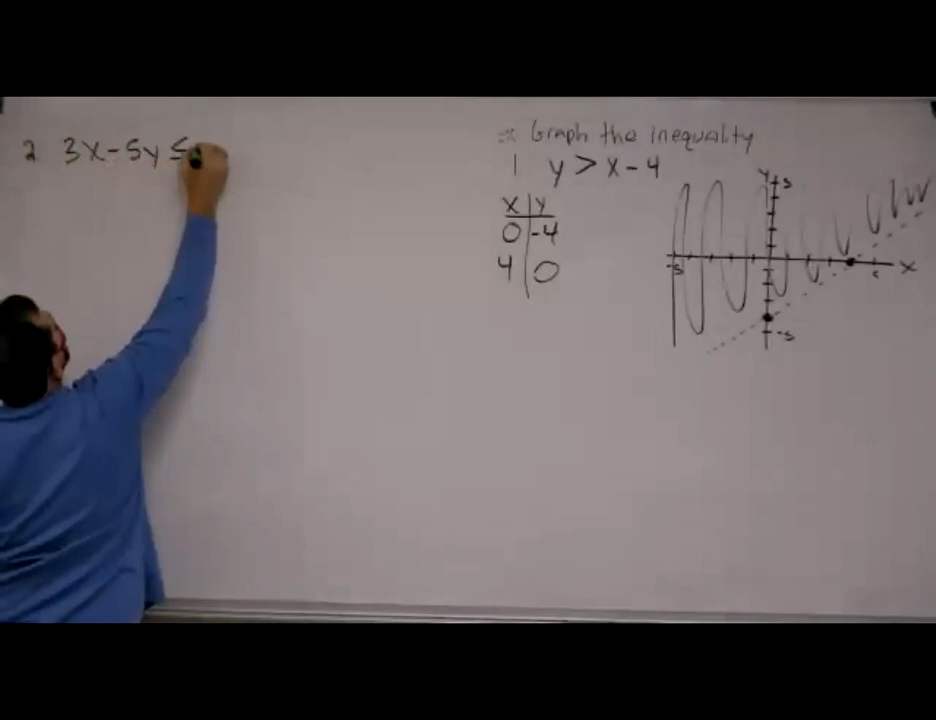 2 3x - 5y ≤
Ex Graph the inequality
1 y > x - 4
x | y
0 | -4
4 | 0
y
5
-5
x
-5